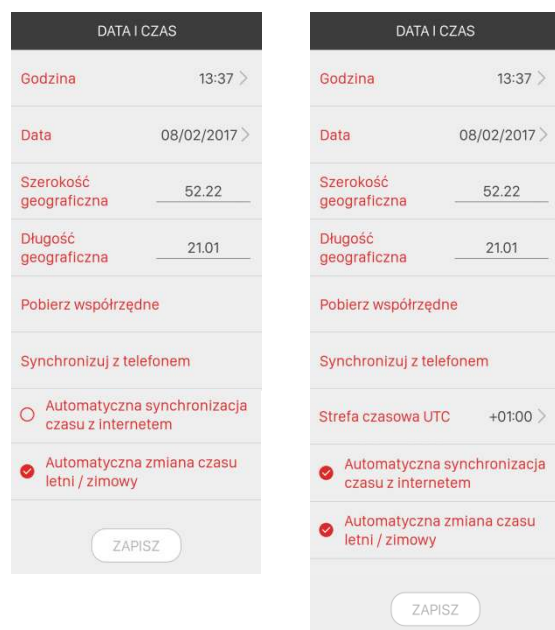 DATA I CZAS
Godzina 13:37 >
Data 08/02/2017 >
Szerokość
geograficzna 52.22
Długość
geograficzna 21.01
Pobierz współrzędne
Synchronizuj z telefonem
Automatyczna synchronizacja
czasu z internetem
Automatyczna zmiana czasu
letni / zimowy
ZAPISZ
DATA I CZAS
Godzina 13:37 >
Data 08/02/2017 >
Szerokość
geograficzna 52.22
Długość
geograficzna 21.01
Pobierz współrzędne
Synchronizuj z telefonem
Strefa czasowa UTC +01:00 >
Automatyczna synchronizacja
czasu z internetem
Automatyczna zmiana czasu
letni / zimowy
ZAPISZ